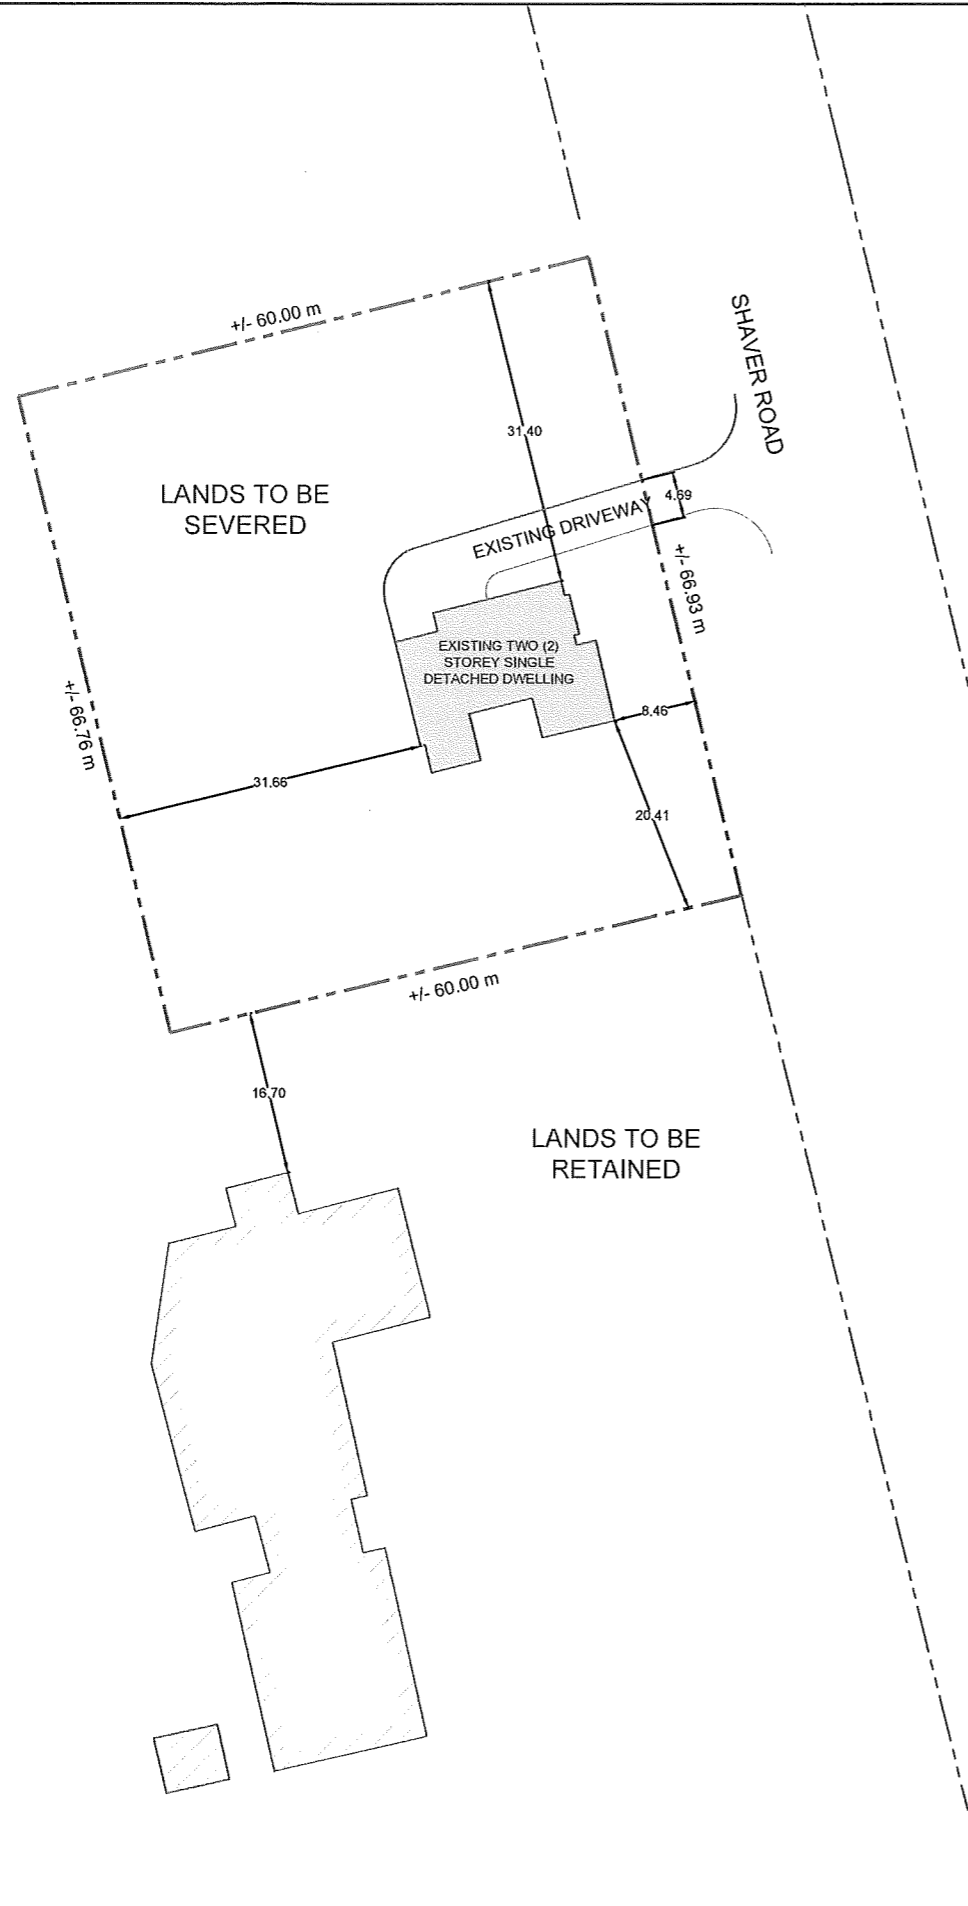 +/- 60.00 m
SHAVER ROAD
31.40
LANDS TO BE
SEVERED
4.69
EXISTING DRIVEWAY
+/- 66.93 m
EXISTING TWO (2)
STOREY SINGLE
DETACHED DWELLING
+/- 66.76 m
8.46
31.66
20.41
+/- 60.00 m
16.70
LANDS TO BE
RETAINED